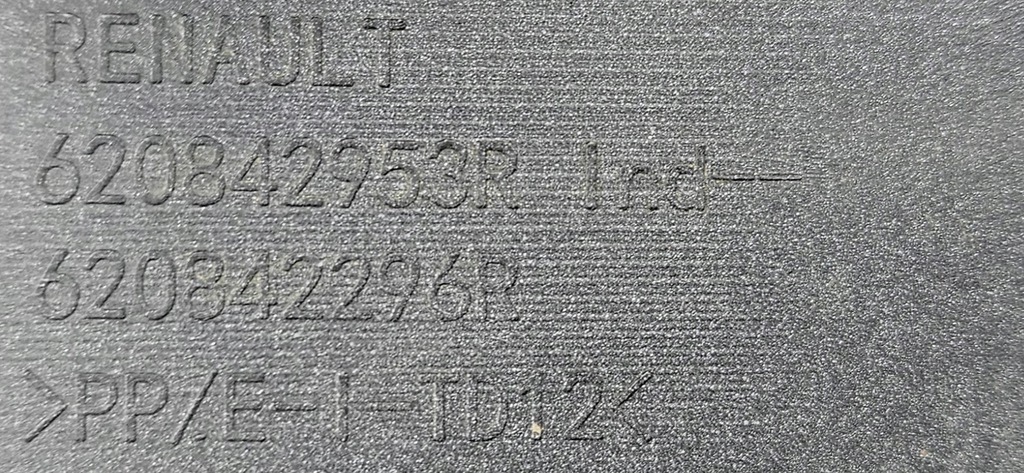 RENAULT
620842953R Ind--
620842296R
>PP/E-I-TD12<